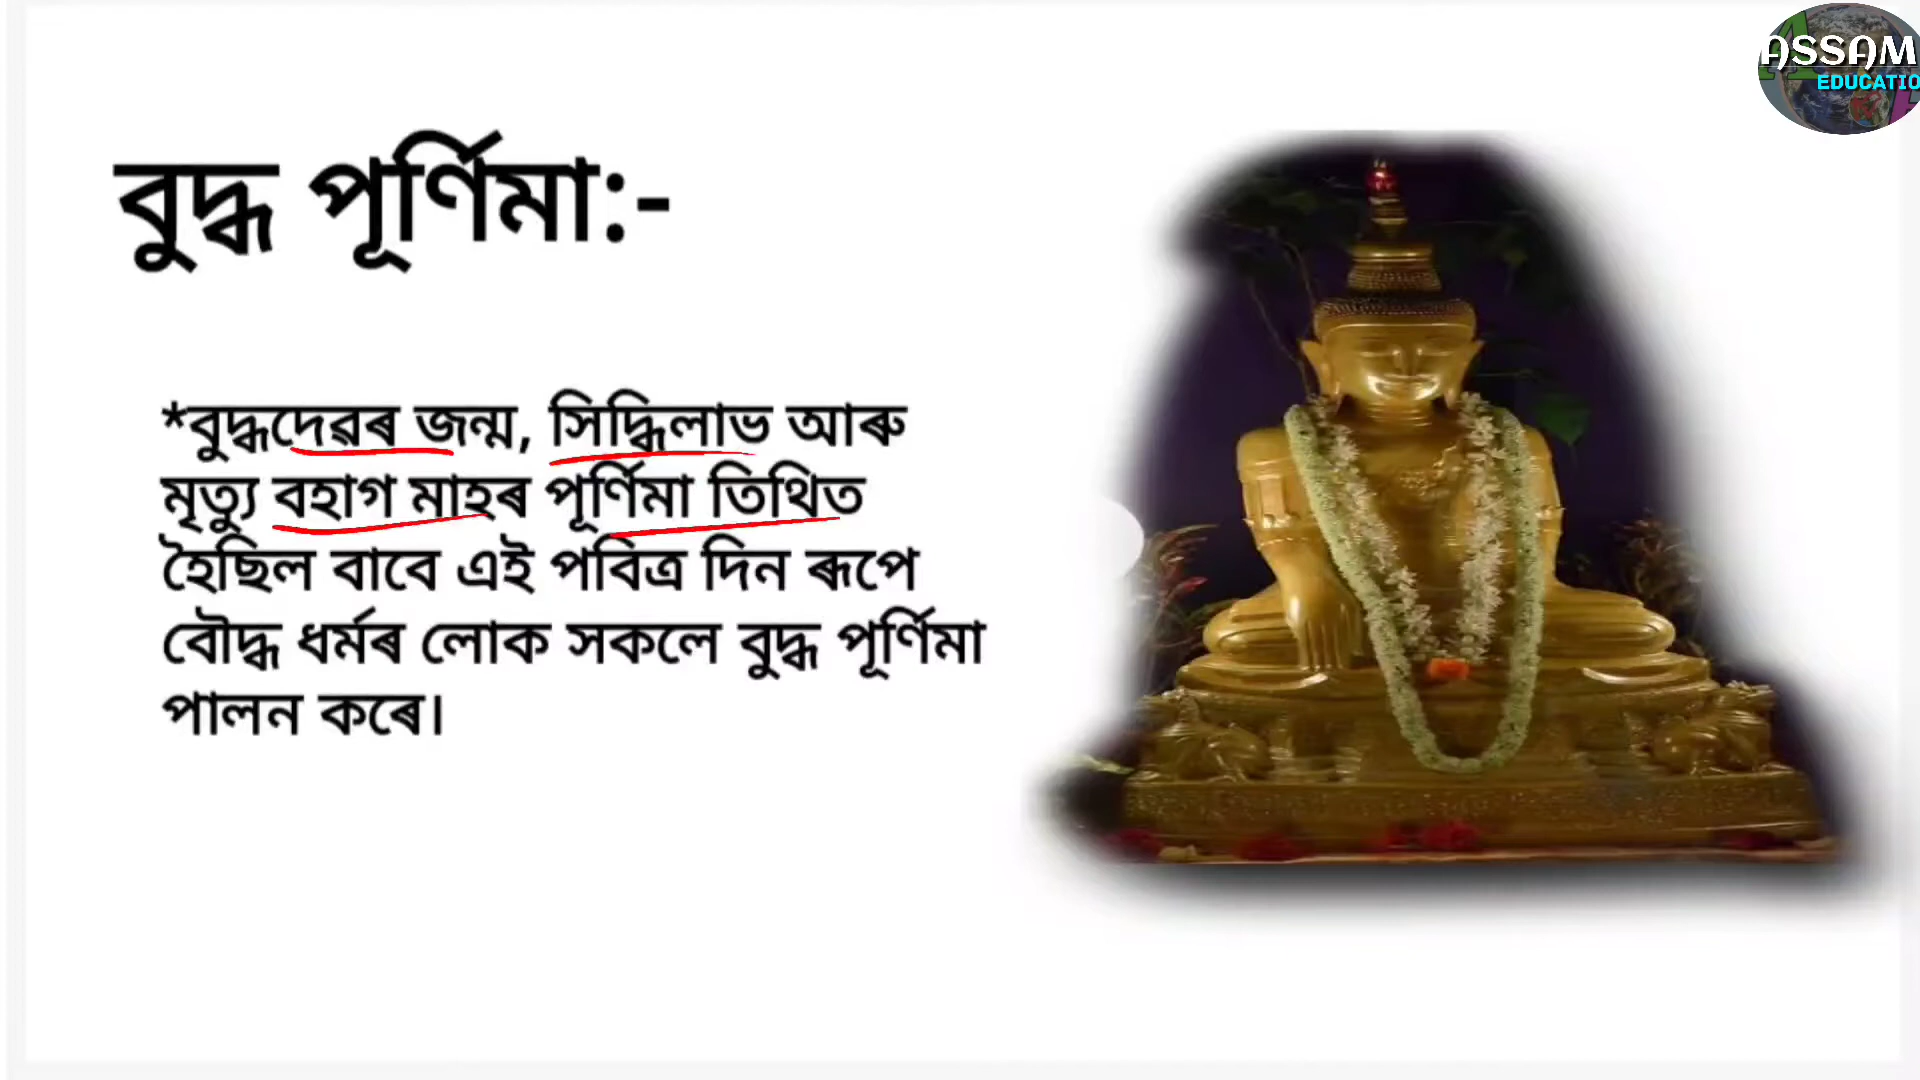 বুদ্ধ পূৰ্ণিমা:-
*বুদ্ধদেৱৰ জন্ম, সিদ্ধিলাভ আৰু
মৃত্যু বহাগ মাহৰ পূৰ্ণিমা তিথিত
হৈছিল বাবে এই পবিত্ৰ দিন ৰূপে
বৌদ্ধ ধৰ্মৰ লোক সকলে বুদ্ধ পূৰ্ণিমা
পালন কৰে।
ASSAM
EDUCATIO